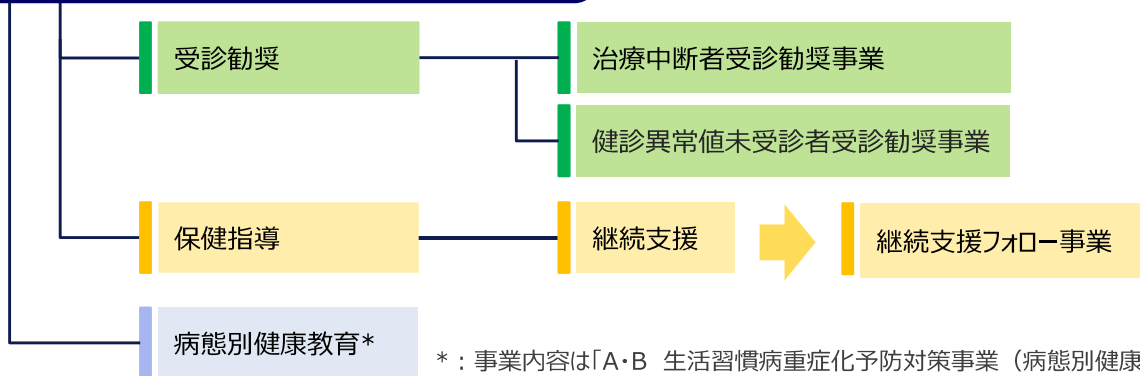 受診勧奨
治療中断者受診勧奨事業
健診異常値未受診者受診勧奨事業
保健指導
継続支援
継続支援フォロー事業
病態別健康教育*
*：事業内容は「A・B 生活習慣病重症化予防対策事業（病態別健康